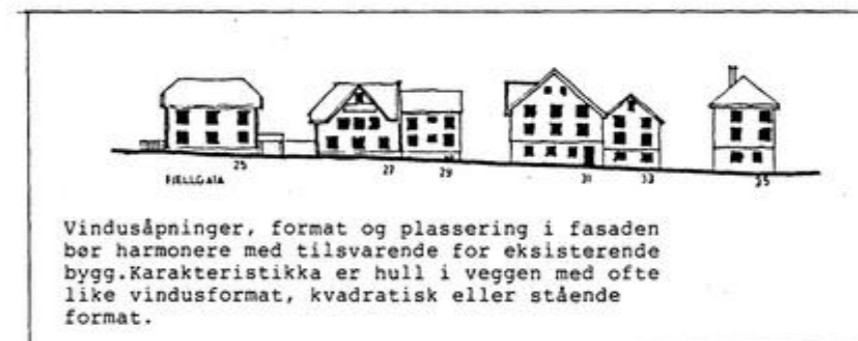 25
27
29
31
33
35
FJELLGATA
Vindusåpninger, format og plassering i fasaden
bør harmonere med tilsvarende for eksisterende
bygg.Karakteristikka er hull i veggen med ofte
like vindusformat, kvadratisk eller stående
format.